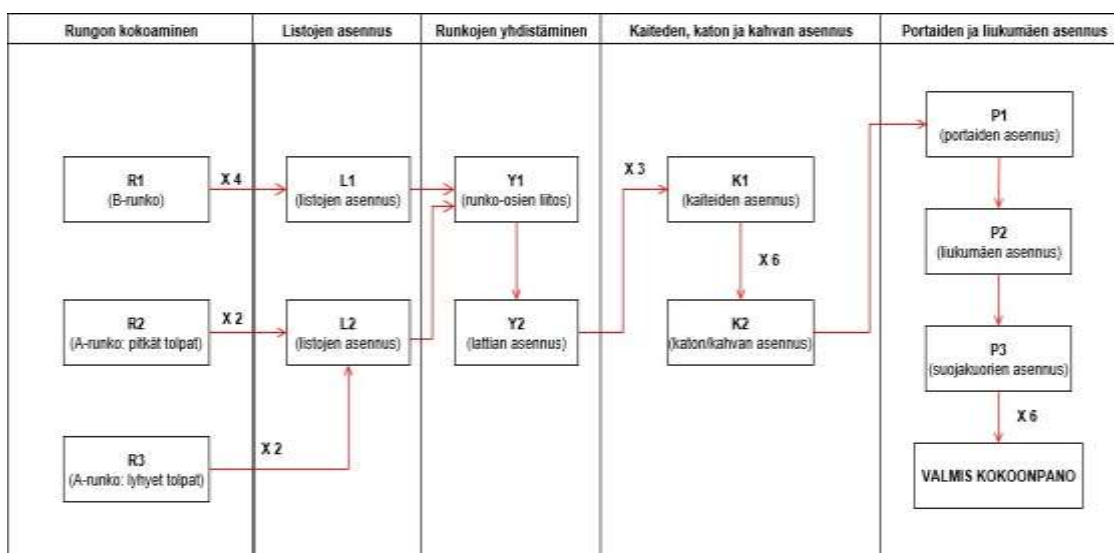 Rungon kokoaminen
Listojen asennus
Runkojen yhdistäminen
Kaiteden, katon ja kahvan asennus
Portaiden ja liukumäen asennus
R1
(B-runko)
X 4
R2
(A-runko: pitkät tolpat)
X 2
R3
(A-runko: lyhyet tolpat)
X 2
L1
(listojen asennus)
L2
(listojen asennus)
Y1
(runko-osien liitos)
Y2
(lattian asennus)
X 3
K1
(kaiteiden asennus)
X 6
K2
(katon/kahvan asennus)
P1
(portaiden asennus)
P2
(liukumäen asennus)
P3
(suojakuorien asennus)
X 6
VALMIS KOKOONPANO